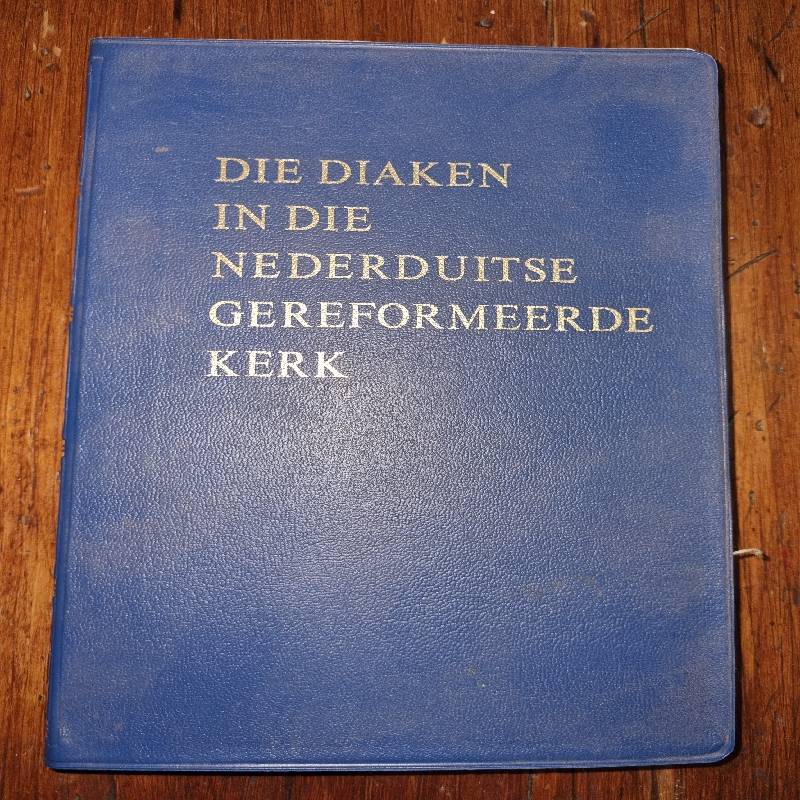 DIE DIAKEN
IN DIE
NEDERDUITSE
GEREFORMEERDE
KERK